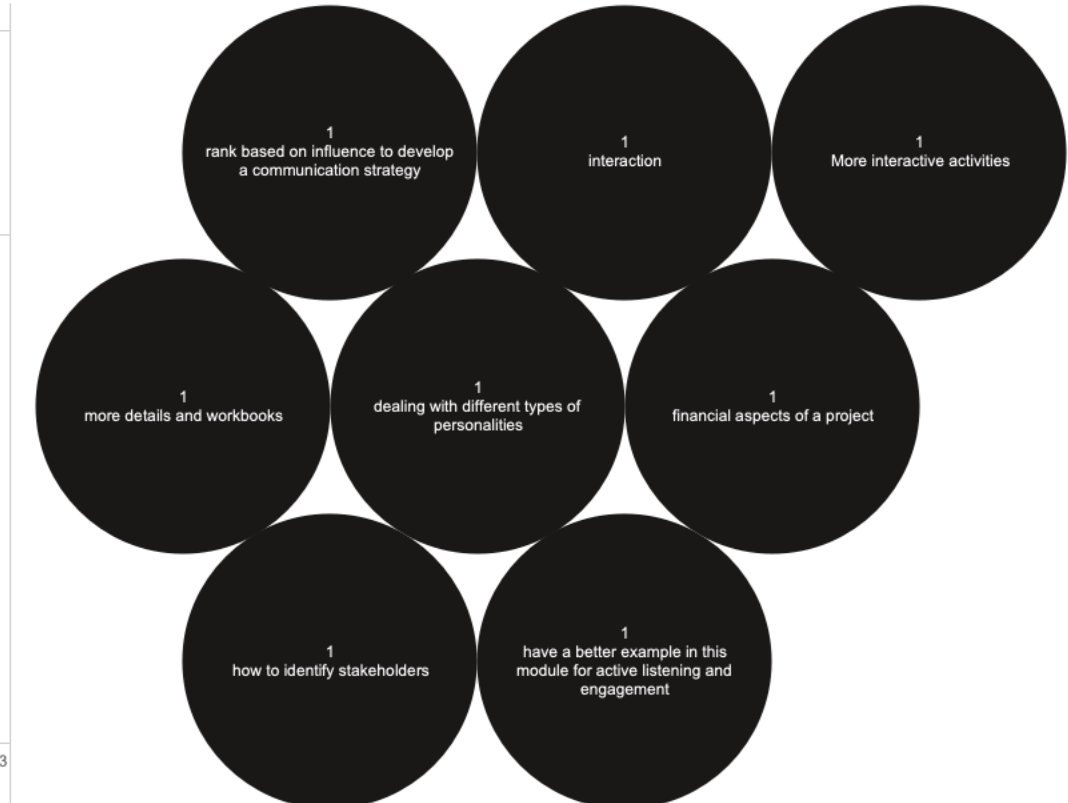 1
rank based on influence to develop
a communication strategy
1
interaction
1
More interactive activities
1
more details and workbooks
1
dealing with different types of
personalities
1
financial aspects of a project
1
how to identify stakeholders
1
have a better example in this
module for active listening and
engagement
3